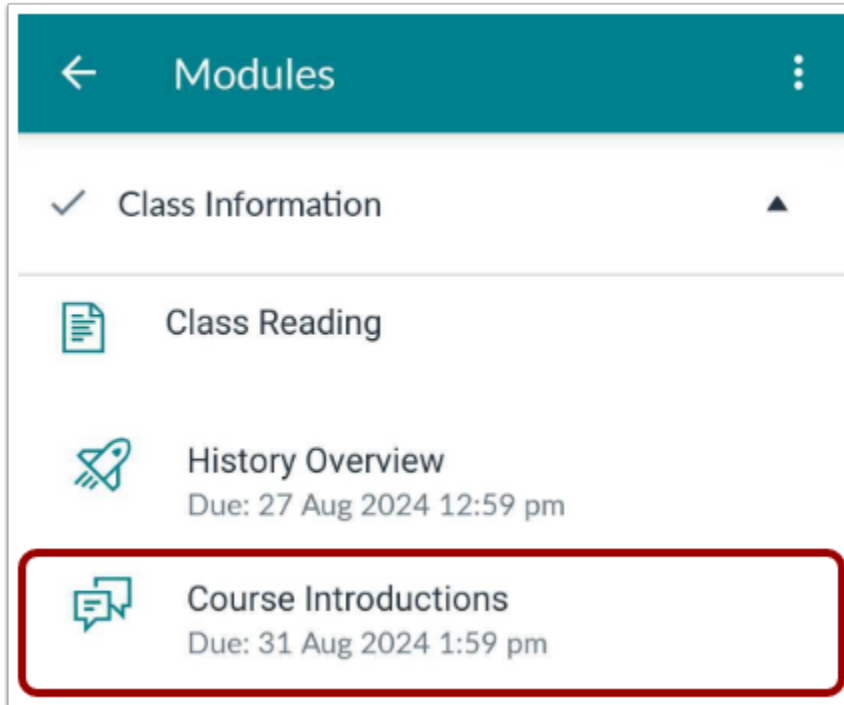 Modules
Class Information
Class Reading
History Overview
Due: 27 Aug 2024 12:59 pm
Course Introductions
Due: 31 Aug 2024 1:59 pm